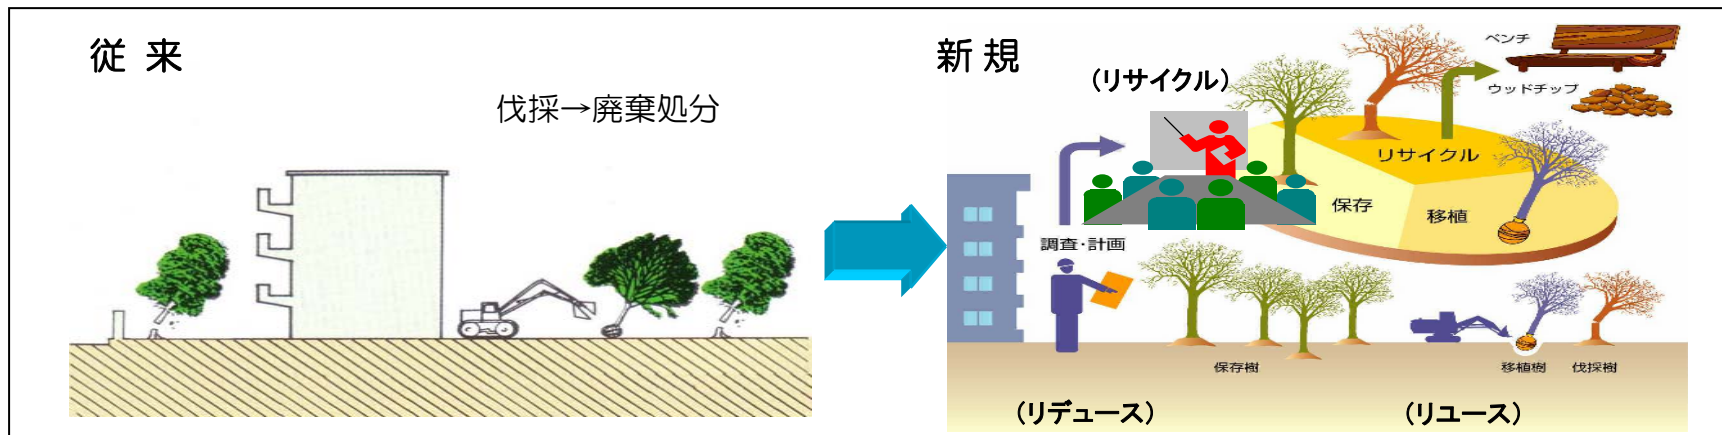 従 来
伐採→廃棄処分
新 規
(リサイクル)
ベンチ
ウッドチップ
リサイクル
保存
移植
調査・計画
保存樹
移植樹
伐採樹
(リデュース)
(リユース)